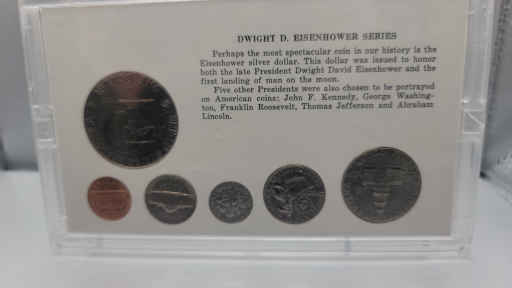 DWIGHT D. EISENHOWER SERIES
Perhaps the most spectacular coin in our history is the
Eisenhower silver dollar. This dollar was issued to honor
both the late President Dwight David Eisenhower and the
first landing of man on the moon.
Five other Presidents were also chosen to be portrayed
on American coins: John F. Kennedy, George Washing-
ton, Franklin Roosevelt, Thomas Jefferson and Abraham
Lincoln.